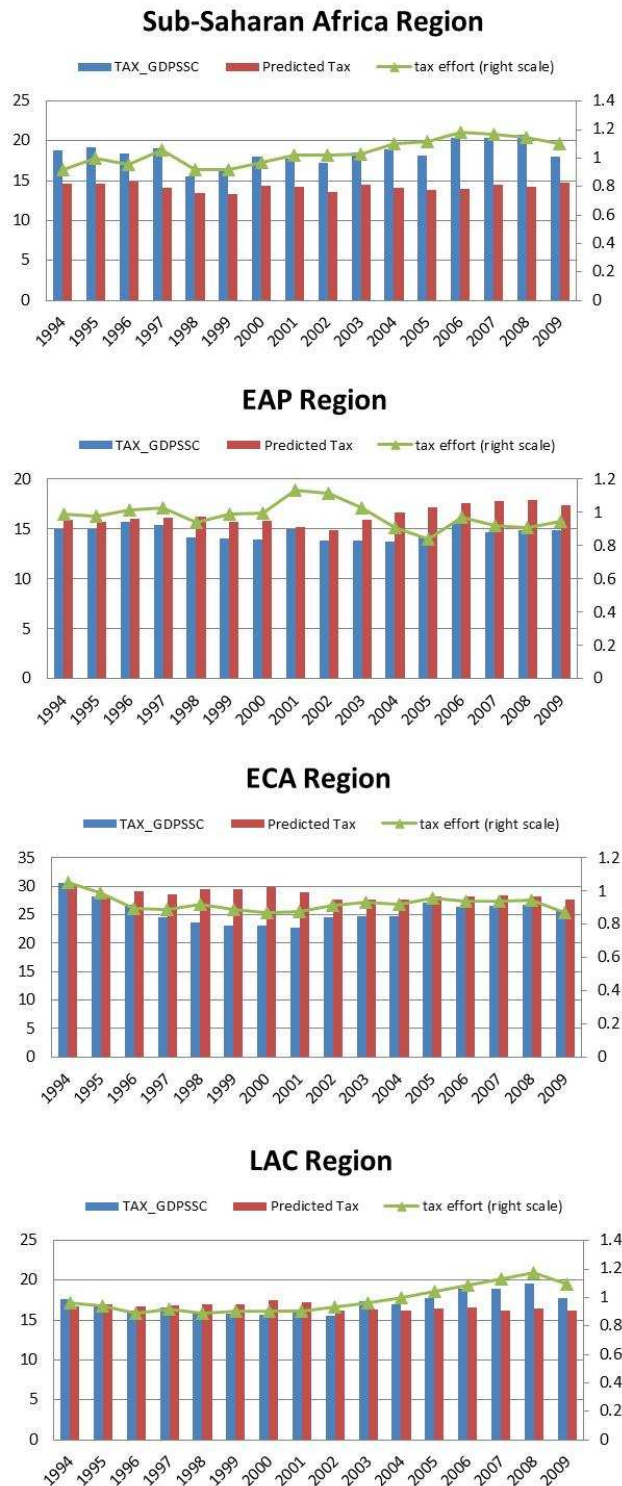 Sub-Saharan Africa Region
TAX_GDPSSC Predicted Tax tax effort (right scale)
25 1.4
20 1.2
15 1
10 0.8
5 0.6
0 0.4
0.2
0
1994 1995 1996 1997 1998 1999 2000 2001 2002 2003 2004 2005 2006 2007 2008 2009
EAP Region
TAX_GDPSSC Predicted Tax tax effort (right scale)
20 1.2
15 1
10 0.8
5 0.6
0 0.4
0.2
0
1994 1995 1996 1997 1998 1999 2000 2001 2002 2003 2004 2005 2006 2007 2008 2009
ECA Region
TAX_GDPSSC Predicted Tax tax effort (right scale)
35 1.2
30 1
25 0.8
20 0.6
15 0.4
10 0.2
5 0
0
1994 1995 1996 1997 1998 1999 2000 2001 2002 2003 2004 2005 2006 2007 2008 2009
LAC Region
TAX_GDPSSC Predicted Tax tax effort (right scale)
25 1.4
20 1.2
15 1
10 0.8
5 0.6
0 0.4
0.2
0
1994 1995 1996 1997 1998 1999 2000 2001 2002 2003 2004 2005 2006 2007 2008 2009